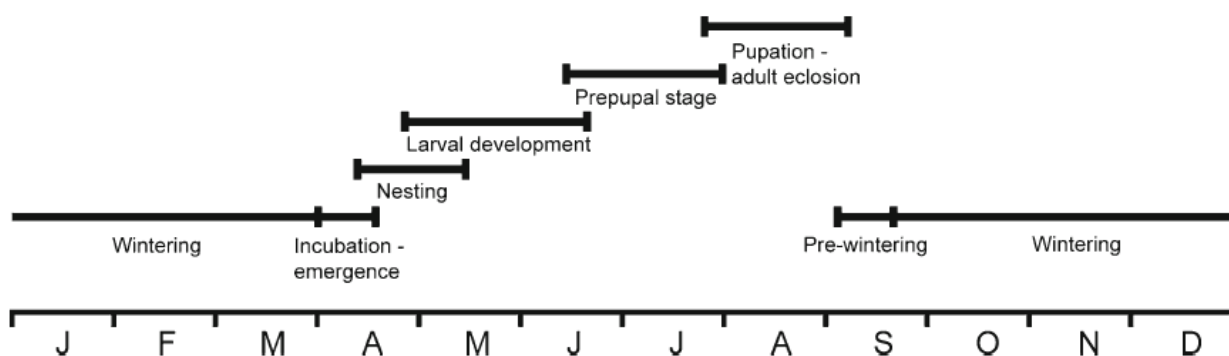 Pupation -
adult eclosion
Prepupal stage
Larval development
Nesting
Wintering
Incubation -
emergence
Pre-wintering
Wintering
J F M A M J J A S O N D